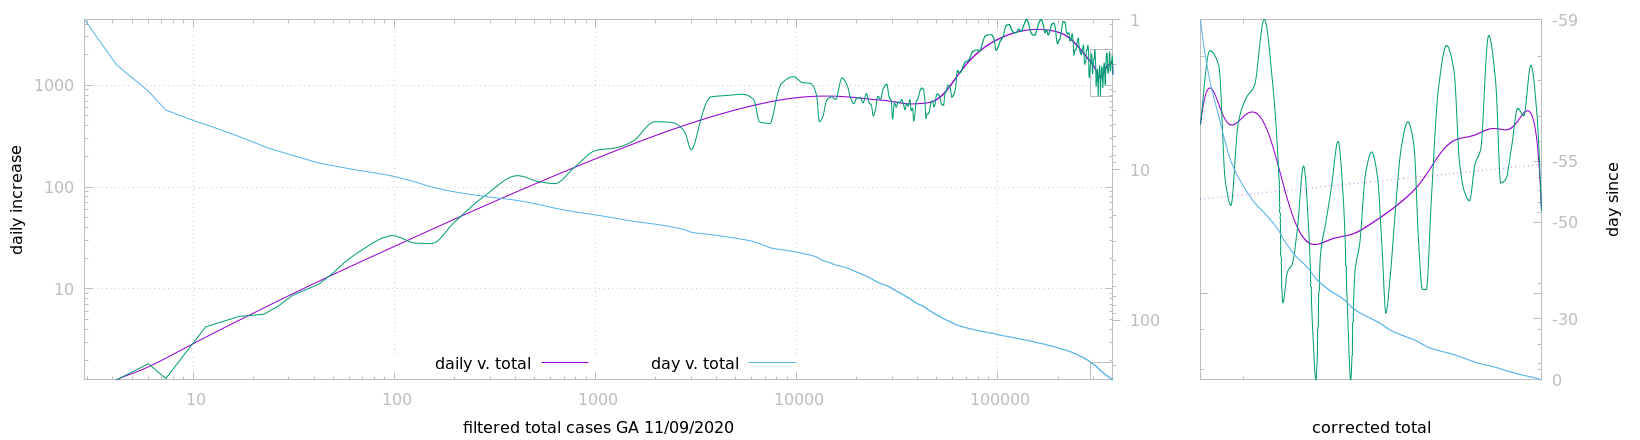 1
-59
1000
10
-55
100
-50
10
100
-30
daily v. total
day v. total
0
10
100
1000
10000
100000
daily increase
day since
filtered total cases GA 11/09/2020
corrected total